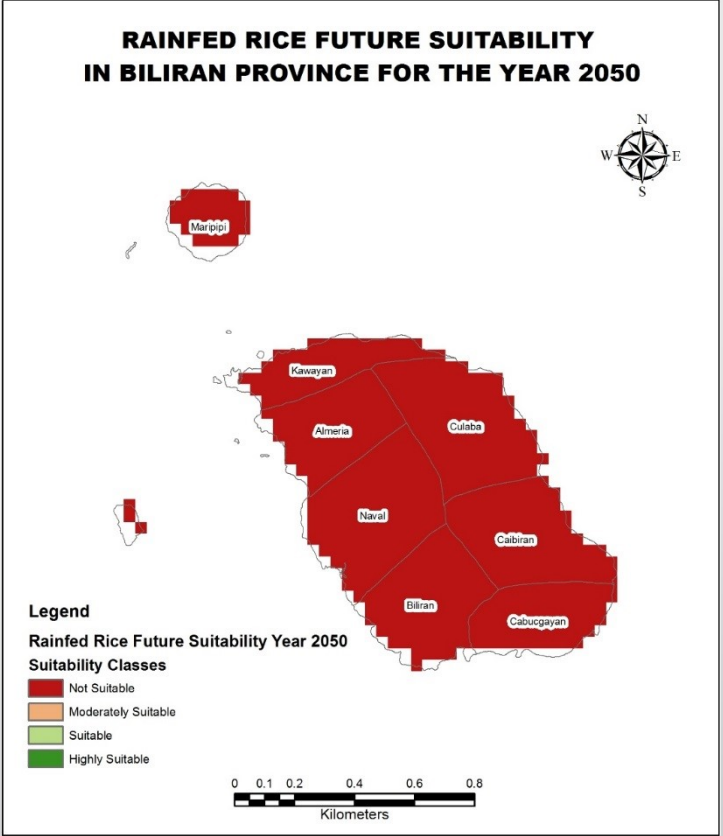 RAINFED RICE FUTURE SUITABILITY
IN BILIRAN PROVINCE FOR THE YEAR 2050
N
W E
S
Maripipi
Kawayan
Almeria
Culaba
Naval
Caibiran
Biliran
Cabucgayan
Legend
Rainfed Rice Future Suitability Year 2050
Suitability Classes
Not Suitable
Moderately Suitable
Suitable
Highly Suitable
0 0.1 0.2 0.4 0.6 0.8
Kilometers